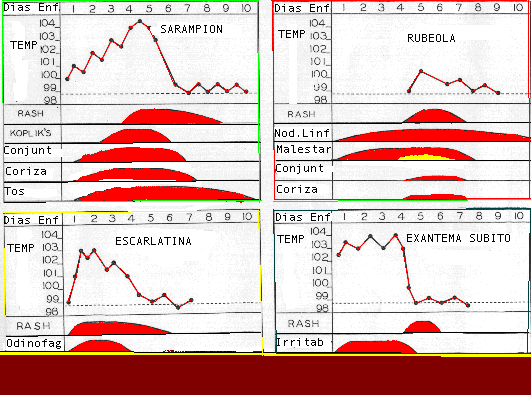 Dias Enf 1 2 3 4 5 6 7 8 9 10
SARAMPION
TEMP
104
103
102
101
100
99
98
RASH
KOPLIK'S
Conjunt
Coriza
Tos
Dias Enf 1 2 3 4 5 6 7 8 9 10
RUBEOLA
TEMP
104
103
102
101
100
99
98
RASH
Nod.Linf
Malestar
Conjunt
Coriza
Dias Enf 1 2 3 4 5 6 7 8 9 10
ESCARLATINA
TEMP
104
103
102
101
100
99
98
RASH
Odinofag
Dias Enf 1 2 3 4 5 6 7 8 9 10
EXANTEMA SUBITO
TEMP
104
103
102
101
100
99
98
RASH
Irritab